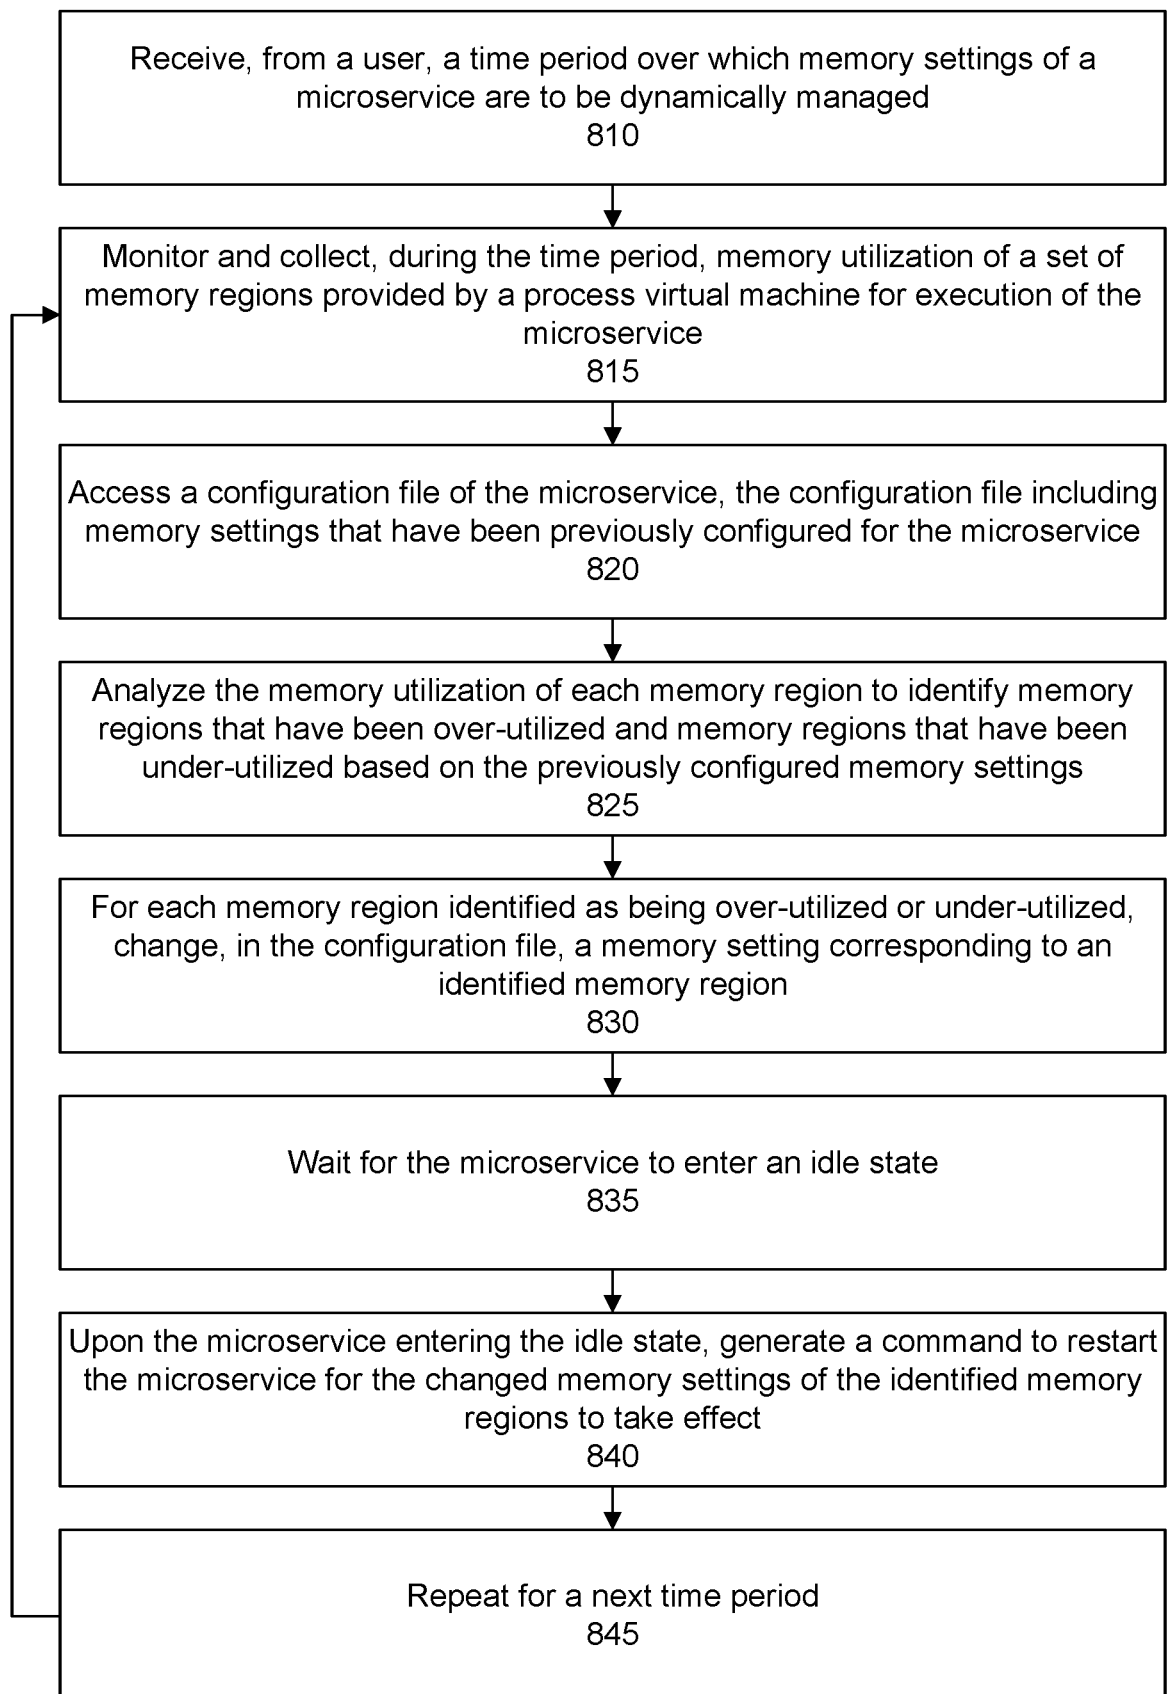 Receive, from a user, a time period over which memory settings of a
microservice are to be dynamically managed
810
Monitor and collect, during the time period, memory utilization of a set of
memory regions provided by a process virtual machine for execution of the
microservice
815
Access a configuration file of the microservice, the configuration file including
memory settings that have been previously configured for the microservice
820
Analyze the memory utilization of each memory region to identify memory
regions that have been over-utilized and memory regions that have been
under-utilized based on the previously configured memory settings
825
For each memory region identified as being over-utilized or under-utilized,
change, in the configuration file, a memory setting corresponding to an
identified memory region
830
Wait for the microservice to enter an idle state
835
Upon the microservice entering the idle state, generate a command to restart
the microservice for the changed memory settings of the identified memory
regions to take effect
840
Repeat for a next time period
845